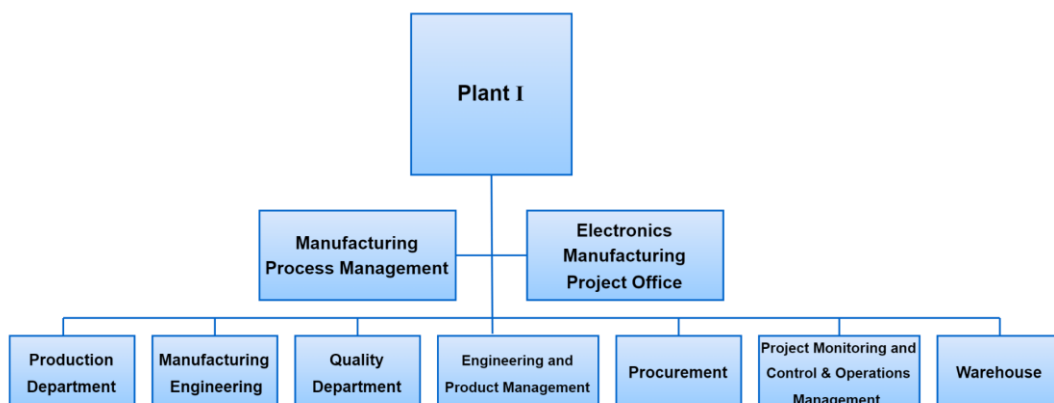 Plant I
Manufacturing
Process Management
Electronics
Manufacturing
Project Office
Production
Department
Manufacturing
Engineering
Quality
Department
Engineering and
Product Management
Procurement
Project Monitoring and
Control & Operations
Management
Warehouse